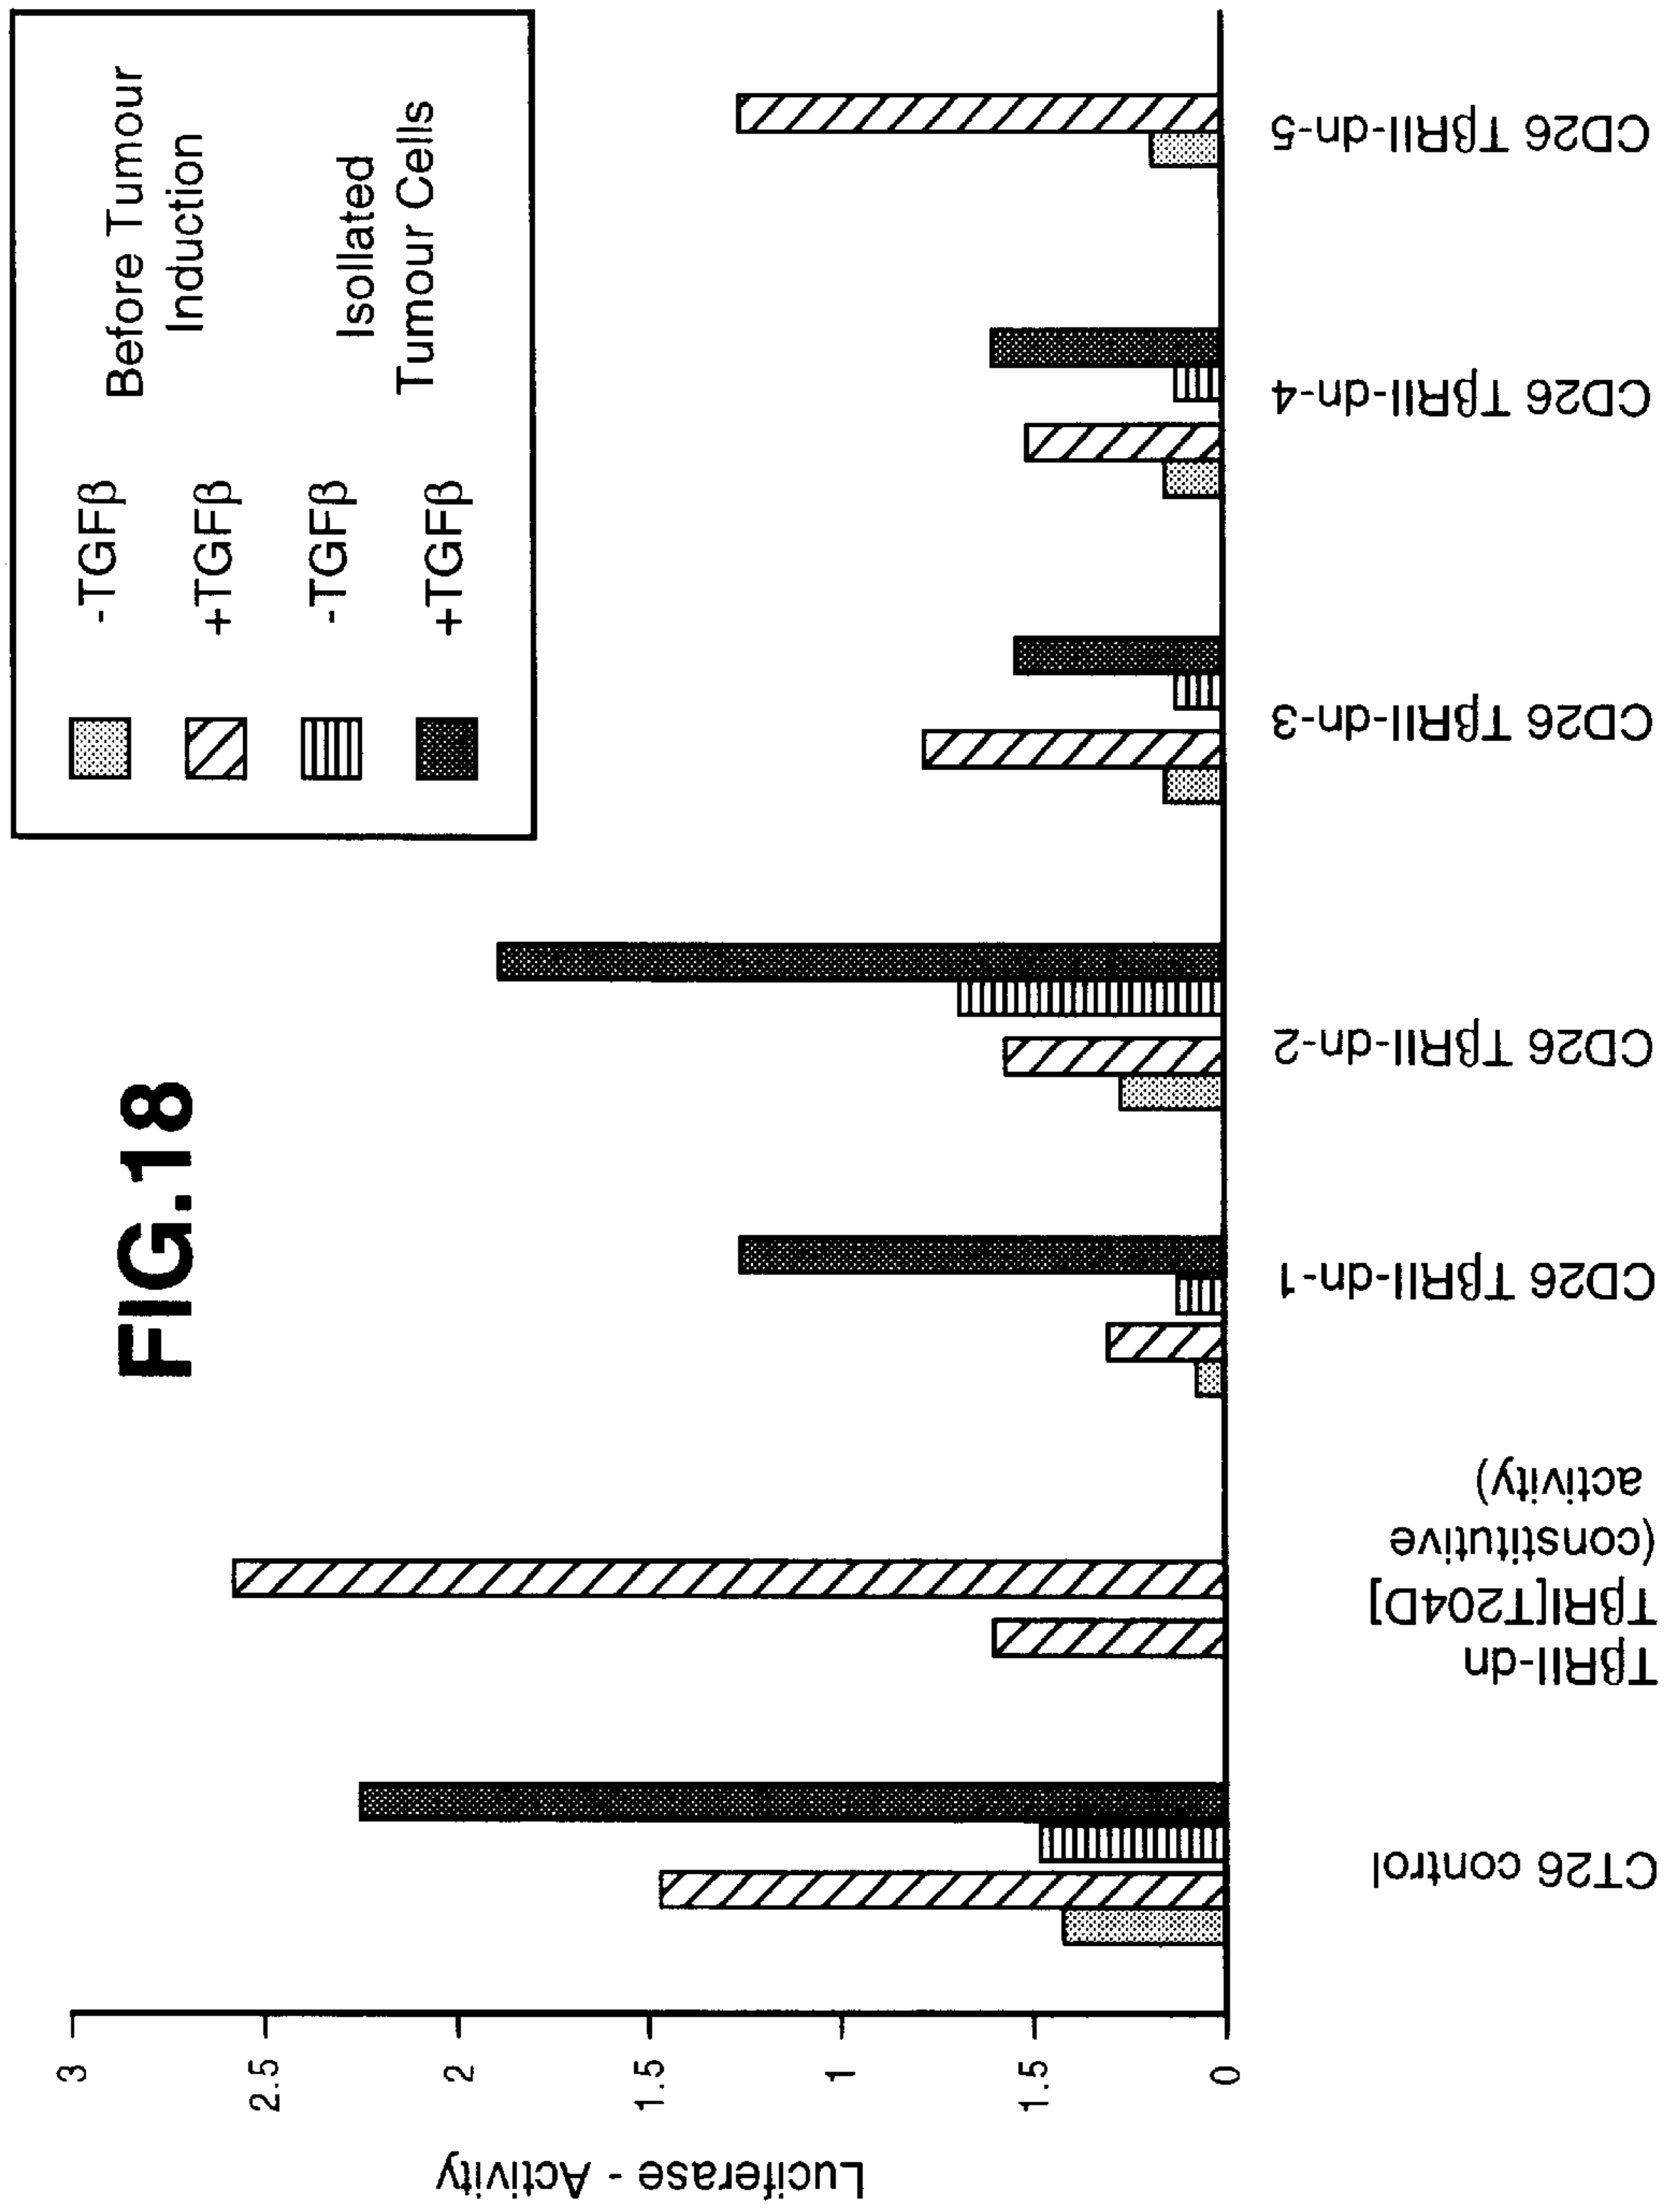 FIG.18
-TGFβ
Before Tumour
+TGFβ
Induction
-TGFβ
Isollated
+TGFβ
Tumour Cells
Luciferase - Activity
3
2.5
2
1.5
1
1.5
0
CT26 control
TβRII-dn
TβRI[T204D]
(constitutive
activity)
CD26 TβRII-dn-1
CD26 TβRII-dn-2
CD26 TβRII-dn-3
CD26 TβRII-dn-4
CD26 TβRII-dn-5